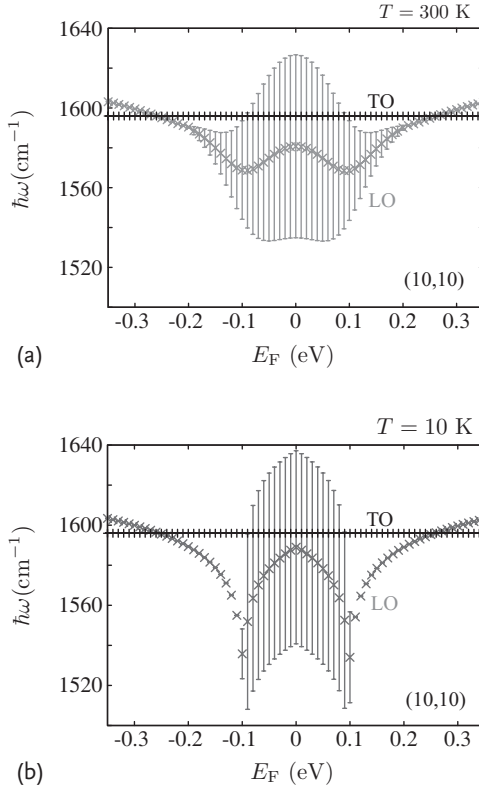 T = 300 K
1640
1600
1560
1520
ħω(cm⁻¹)
TO
LO
(10,10)
-0.3 -0.2 -0.1 0 0.1 0.2 0.3
(a) E_F (eV)
T = 10 K
1640
1600
1560
1520
ħω(cm⁻¹)
TO
LO
(10,10)
-0.3 -0.2 -0.1 0 0.1 0.2 0.3
(b) E_F (eV)